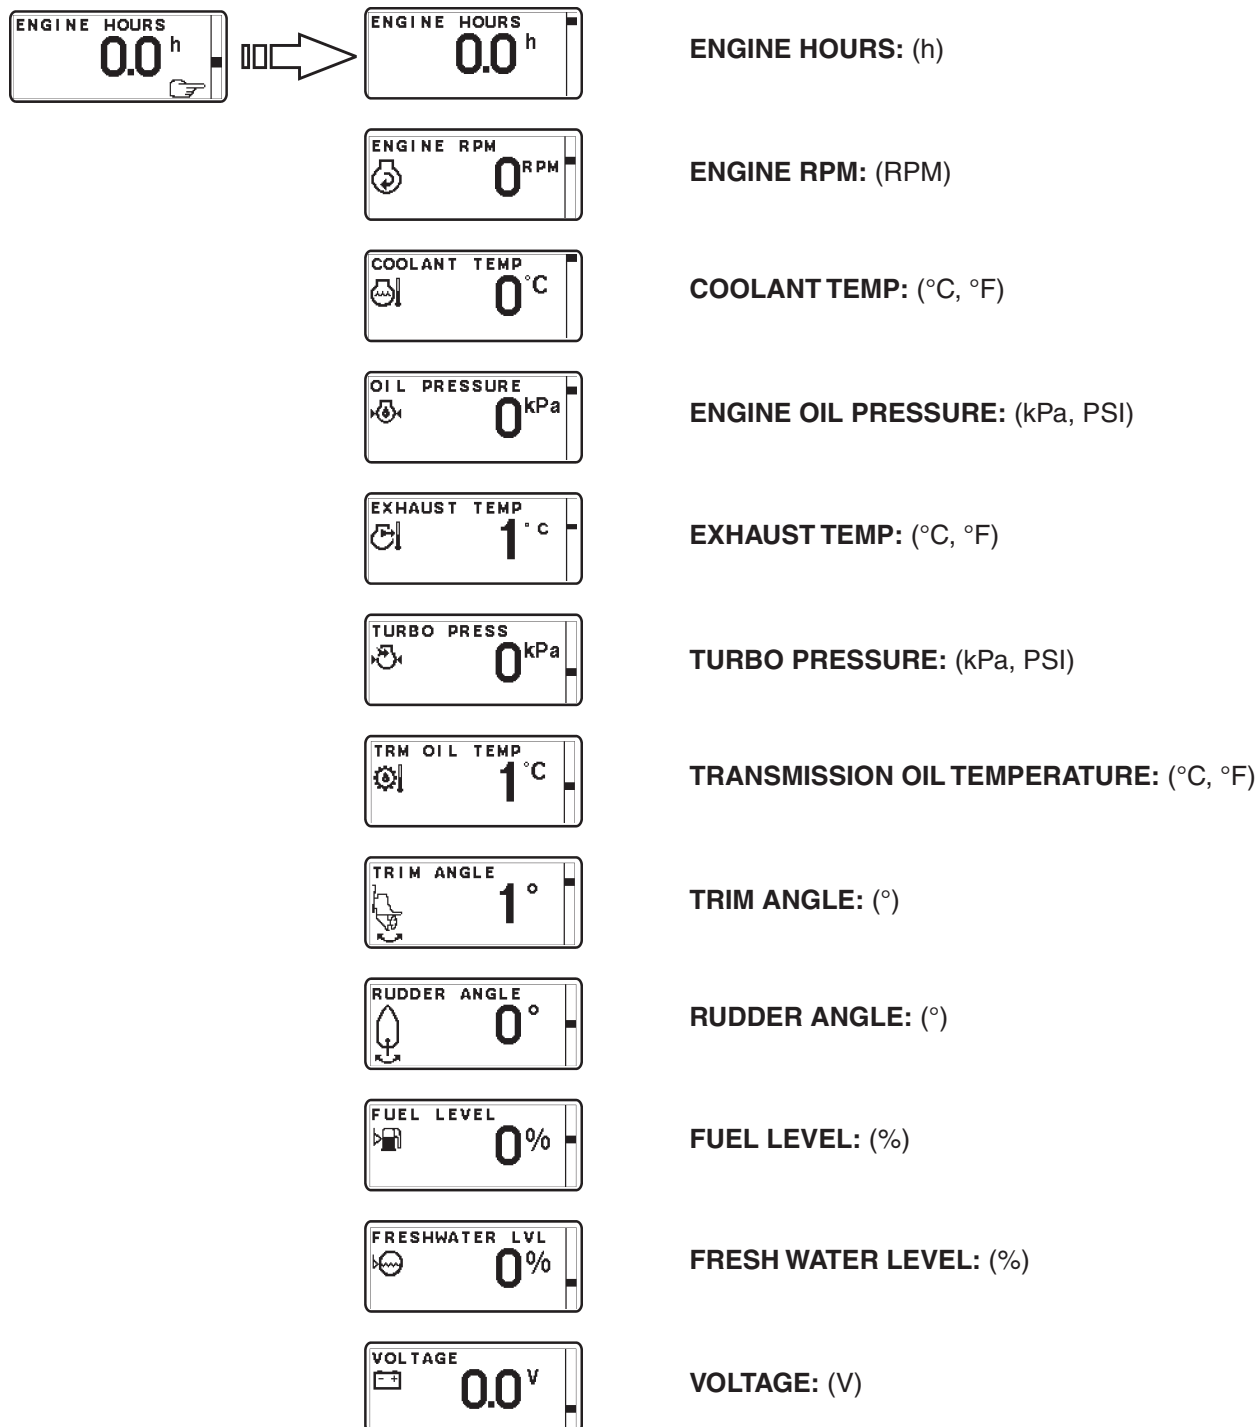 ENGINE HOURS
0.0 h
ENGINE HOURS
0.0 h
ENGINE HOURS: (h)
ENGINE RPM
0 RPM
ENGINE RPM: (RPM)
COOLANT TEMP
0 °C
COOLANT TEMP: (°C, °F)
OIL PRESSURE
0 kPa
ENGINE OIL PRESSURE: (kPa, PSI)
EXHAUST TEMP
1 °C
EXHAUST TEMP: (°C, °F)
TURBO PRESS
0 kPa
TURBO PRESSURE: (kPa, PSI)
TRM OIL TEMP
1 °C
TRANSMISSION OIL TEMPERATURE: (°C, °F)
TRIM ANGLE
1 °
TRIM ANGLE: (°)
RUDDER ANGLE
0 °
RUDDER ANGLE: (°)
FUEL LEVEL
0%
FUEL LEVEL: (%)
FRESHWATER LVL
0%
FRESH WATER LEVEL: (%)
VOLTAGE
0.0 V
VOLTAGE: (V)